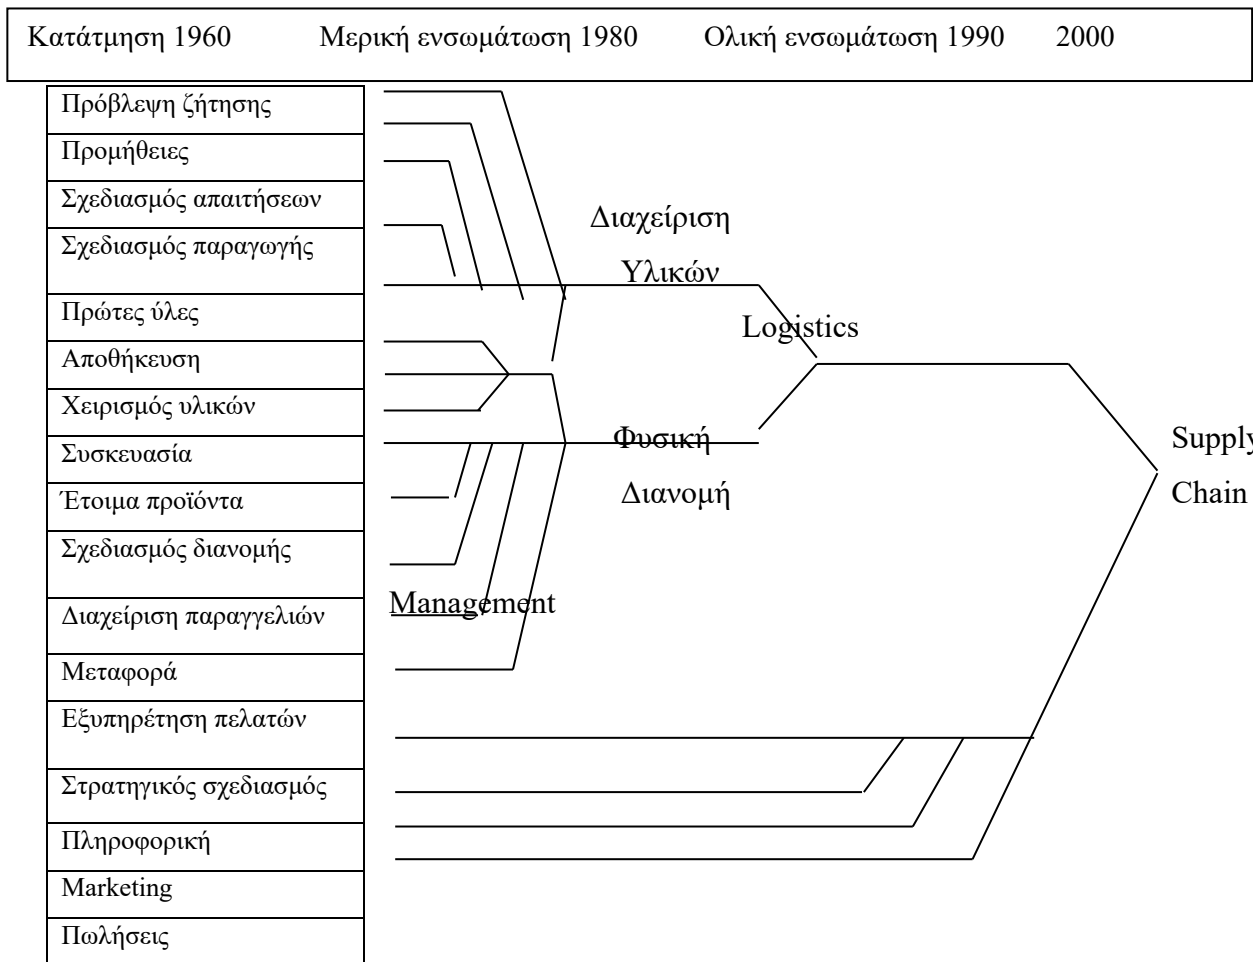 Κατάτμηση 1960 Μερική ενσωμάτωση 1980 Ολική ενσωμάτωση 1990 2000
Πρόβλεψη ζήτησης
Προμήθειες
Σχεδιασμός απαιτήσεων
Σχεδιασμός παραγωγής
Πρώτες ύλες
Αποθήκευση
Χειρισμός υλικών
Συσκευασία
Έτοιμα προϊόντα
Σχεδιασμός διανομής
Διαχείριση παραγγελιών
Μεταφορά
Εξυπηρέτηση πελατών
Στρατηγικός σχεδιασμός
Πληροφορική
Marketing
Πωλήσεις
Διαχείριση
Υλικών
Logistics
Φυσική
Διανομή
Supply
Chain
Management